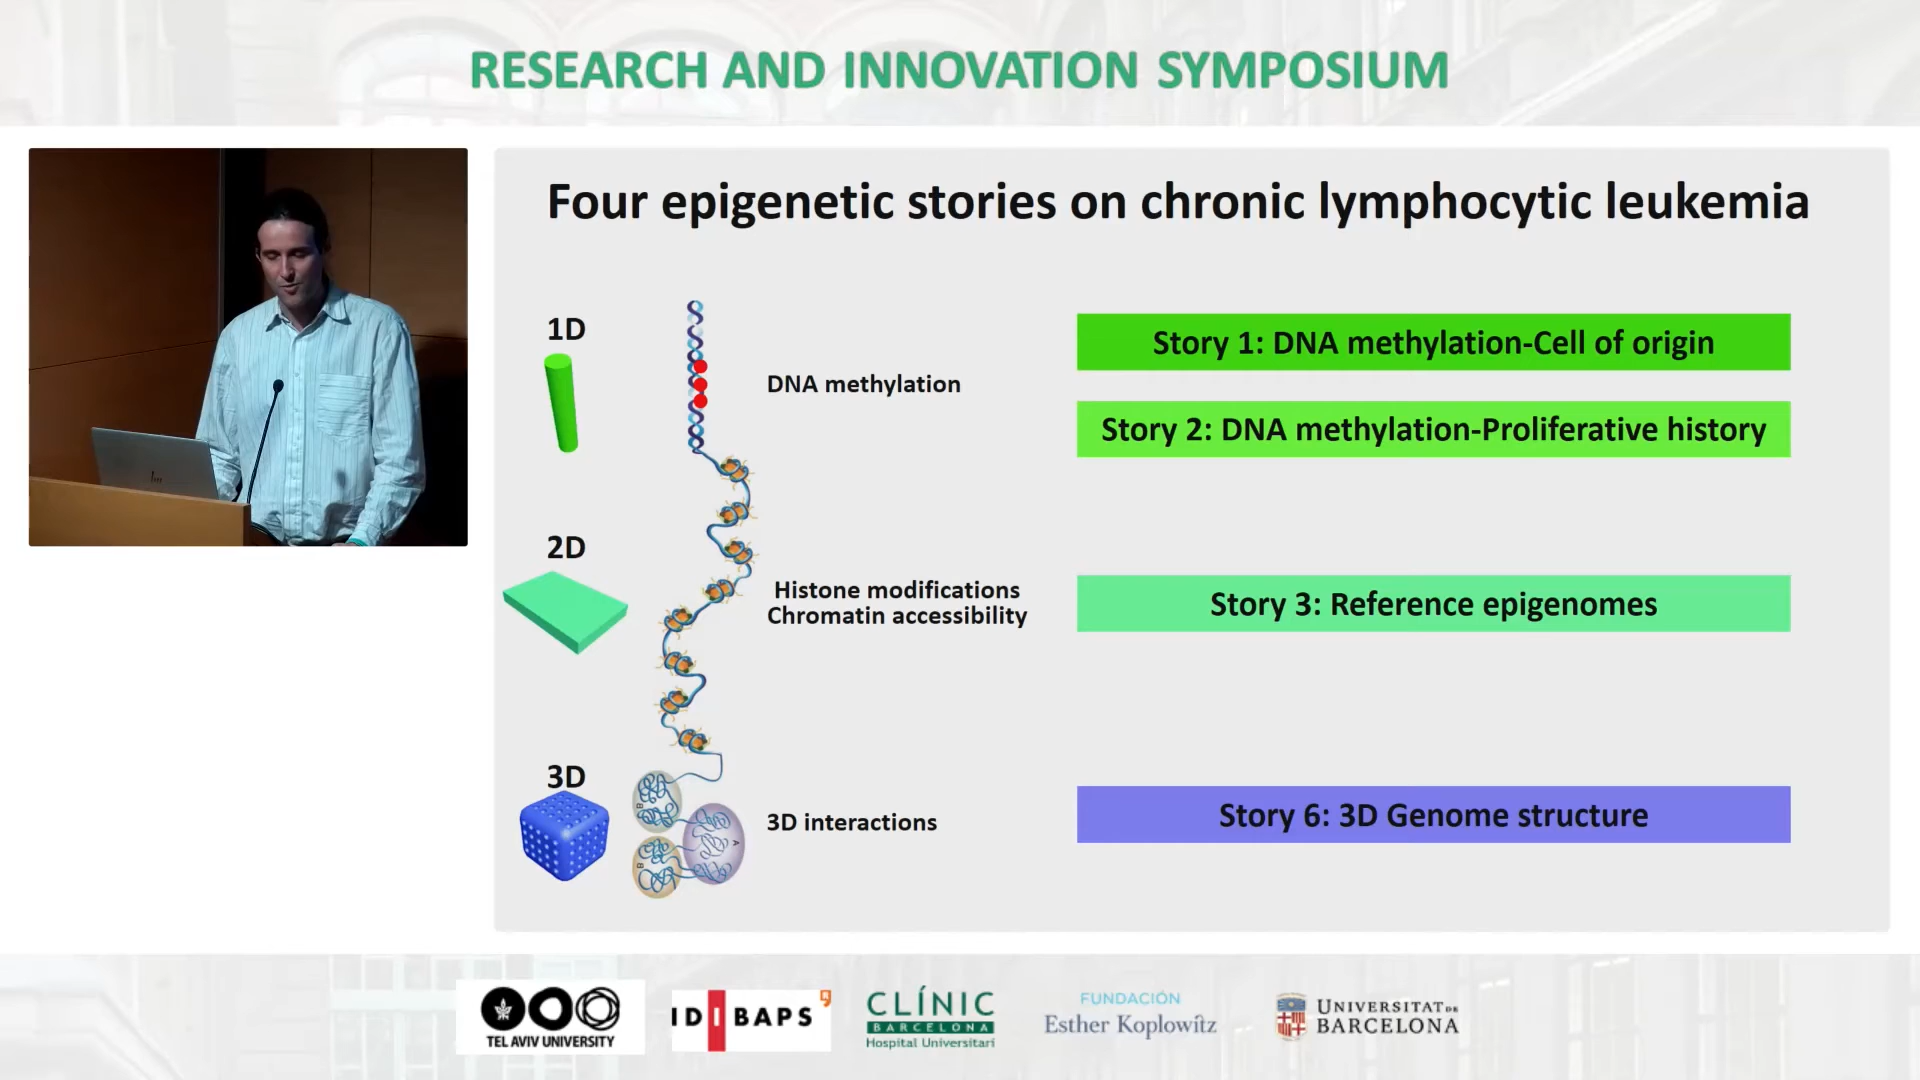 RESEARCH AND INNOVATION SYMPOSIUM
Four epigenetic stories on chronic lymphocytic leukemia
1D
DNA methylation
Story 1: DNA methylation-Cell of origin
Story 2: DNA methylation-Proliferative history
2D
Histone modifications
Chromatin accessibility
Story 3: Reference epigenomes
3D
B
A
B
3D interactions
Story 6: 3D Genome structure
TEL AVIV UNIVERSITY
IDIBAPS
CLÍNIC
BARCELONA
Hospital Universitari
FUNDACIÓN
Esther Koplowitz
UNIVERSITAT DE
BARCELONA